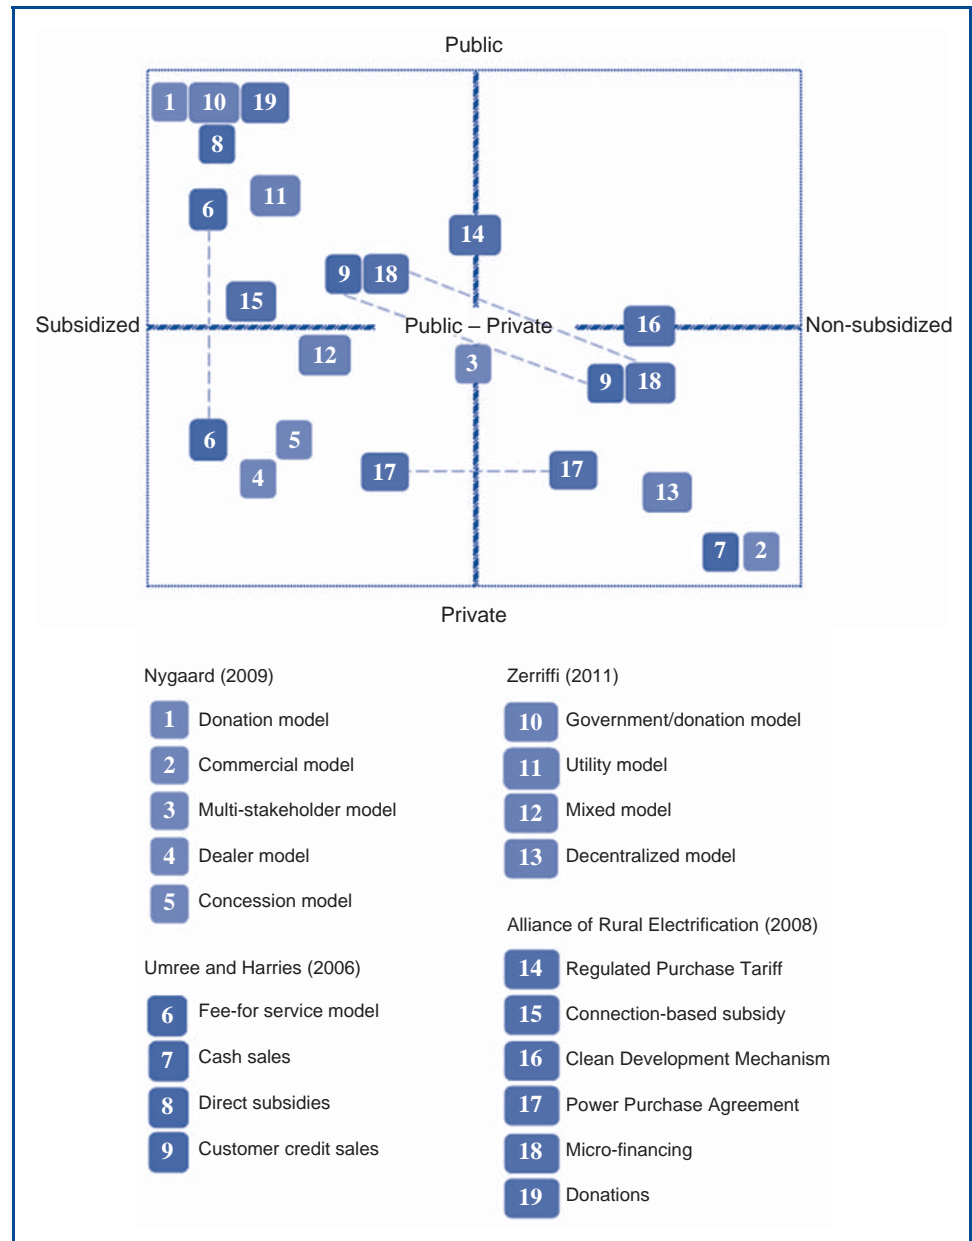 Public
1 10 19
8
6 11
14
9 18
15
Subsidized Public – Private 16 Non-subsidized
12 3
9 18
6 5
4 17 17
13
7 2
Private
Nygaard (2009)
1 Donation model
2 Commercial model
3 Multi-stakeholder model
4 Dealer model
5 Concession model
Umree and Harries (2006)
6 Fee-for service model
7 Cash sales
8 Direct subsidies
9 Customer credit sales
Zerriffi (2011)
10 Government/donation model
11 Utility model
12 Mixed model
13 Decentralized model
Alliance of Rural Electrification (2008)
14 Regulated Purchase Tariff
15 Connection-based subsidy
16 Clean Development Mechanism
17 Power Purchase Agreement
18 Micro-financing
19 Donations